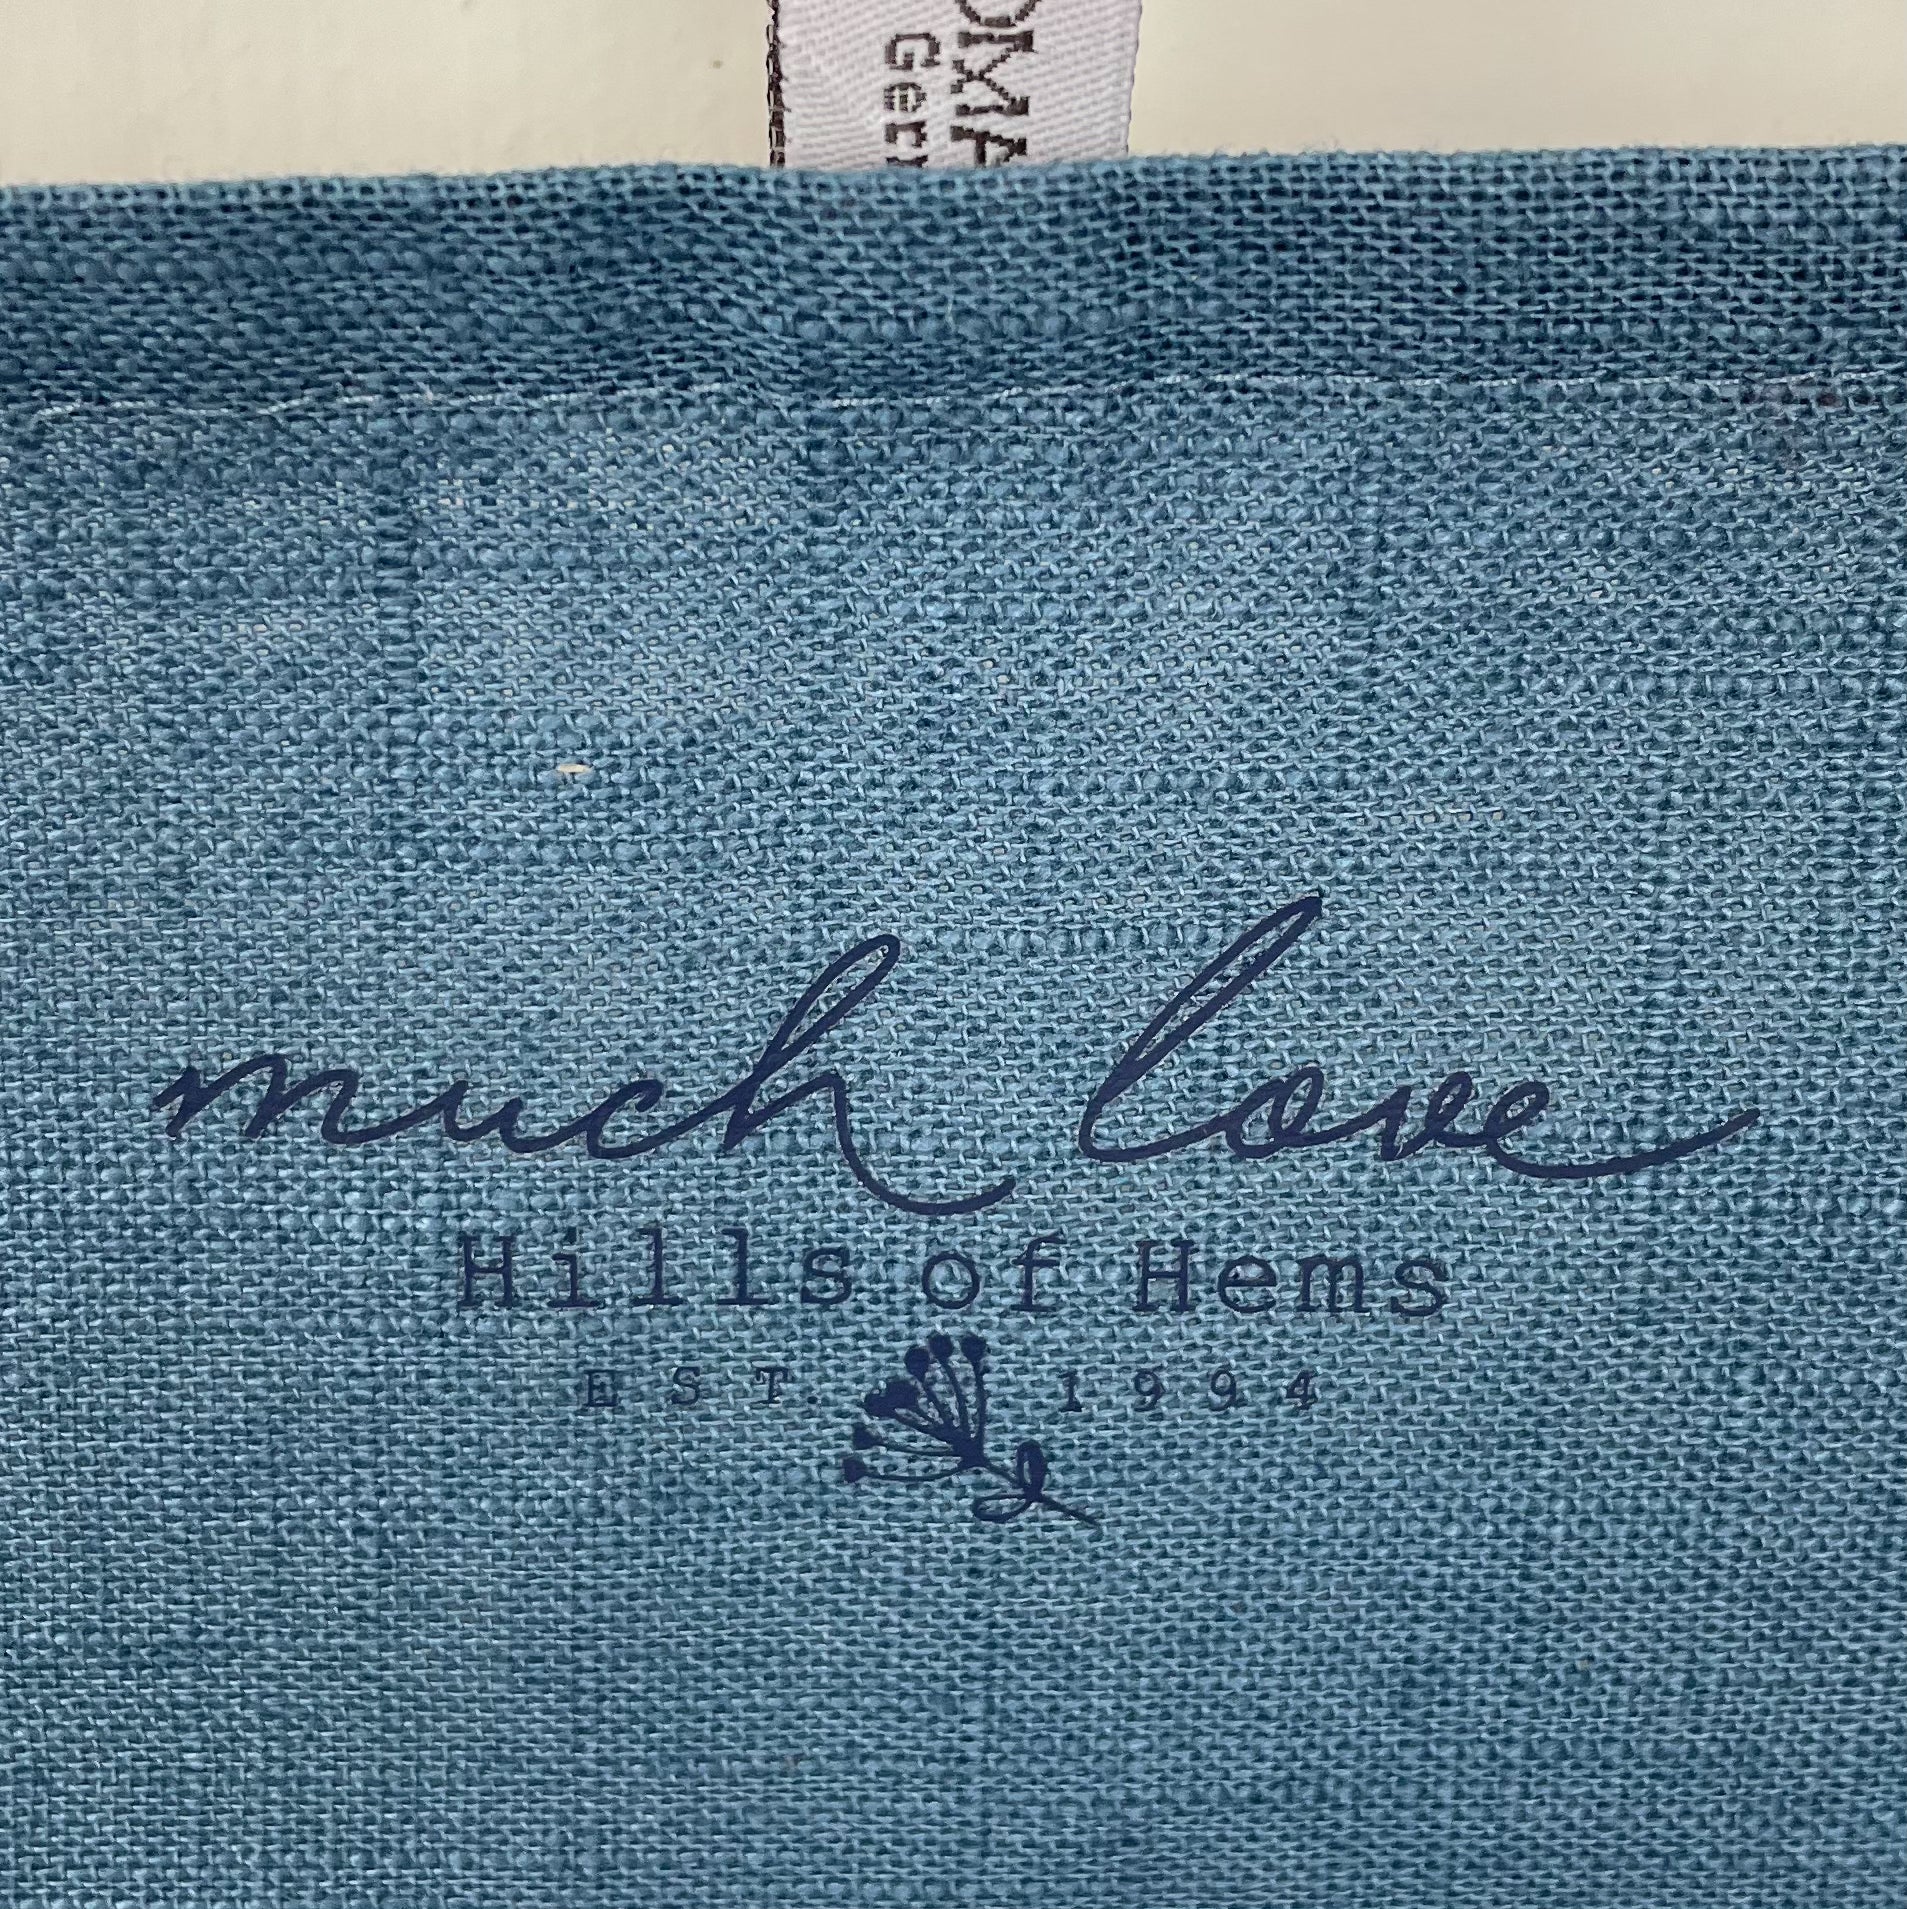 much love
Hills of Hems
EST. 1994